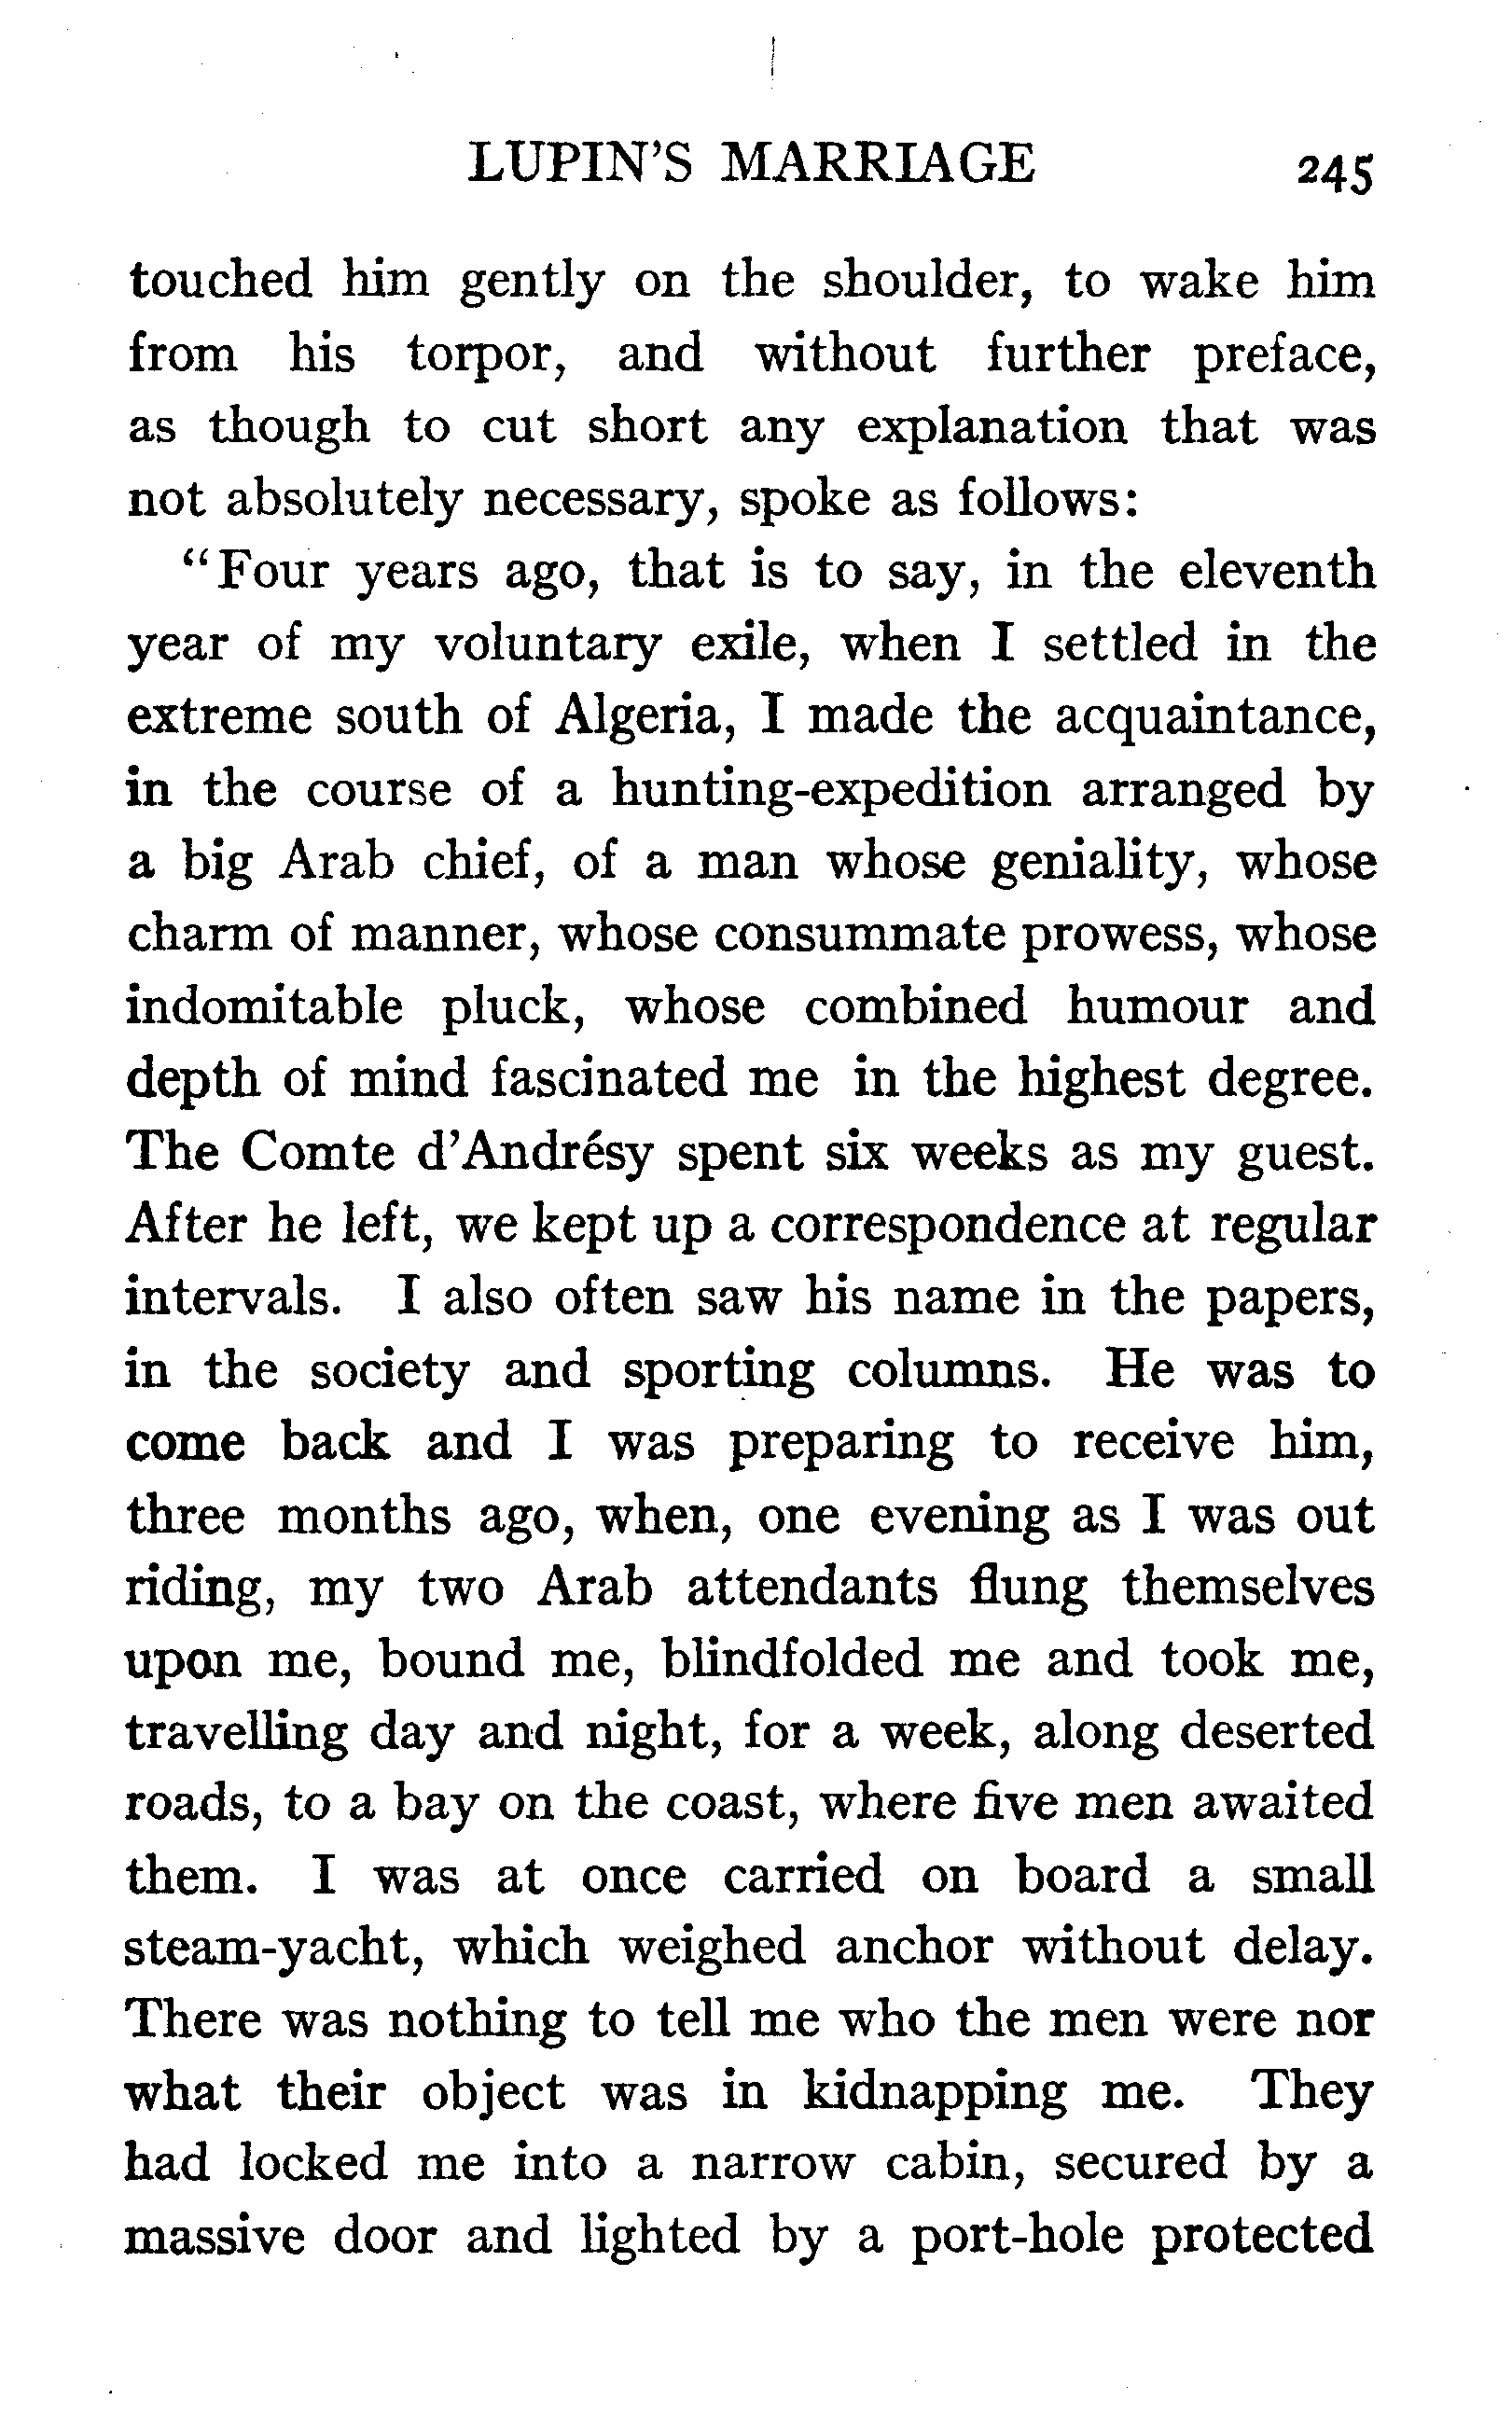 LUPIN'S MARRIAGE 245
touched him gently on the shoulder, to wake him
from his torpor, and without further preface,
as though to cut short any explanation that was
not absolutely necessary, spoke as follows:
“Four years ago, that is to say, in the eleventh
year of my voluntary exile, when I settled in the
extreme south of Algeria, I made the acquaintance,
in the course of a hunting-expedition arranged by
a big Arab chief, of a man whose geniality, whose
charm of manner, whose consummate prowess, whose
indomitable pluck, whose combined humour and
depth of mind fascinated me in the highest degree.
The Comte d'Andrésy spent six weeks as my guest.
After he left, we kept up a correspondence at regular
intervals. I also often saw his name in the papers,
in the society and sporting columns. He was to
come back and I was preparing to receive him,
three months ago, when, one evening as I was out
riding, my two Arab attendants flung themselves
upon me, bound me, blindfolded me and took me,
travelling day and night, for a week, along deserted
roads, to a bay on the coast, where five men awaited
them. I was at once carried on board a small
steam-yacht, which weighed anchor without delay.
There was nothing to tell me who the men were nor
what their object was in kidnapping me. They
had locked me into a narrow cabin, secured by a
massive door and lighted by a port-hole protected